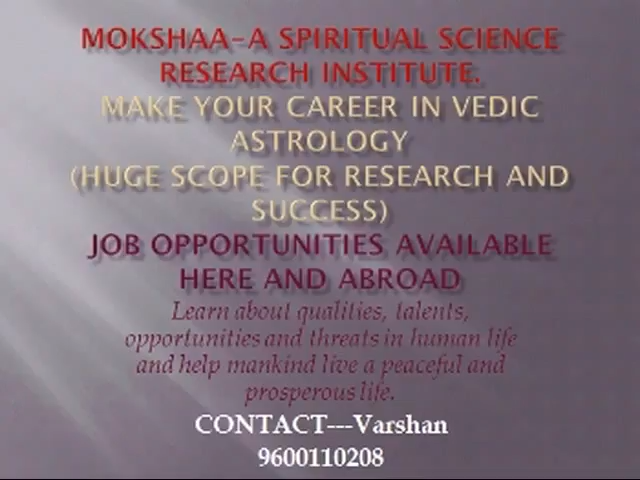 MOKSHAA-A SPIRITUAL SCIENCE
RESEARCH INSTITUTE.
MAKE YOUR CAREER IN VEDIC
ASTROLOGY
(HUGE SCOPE FOR RESEARCH AND
SUCCESS)
JOB OPPORTUNITIES AVAILABLE
HERE AND ABROAD
Learn about qualities, talents,
opportunities and threats in human life
and help mankind live a peaceful and
prosperous life.
CONTACT---Varshan
9600110208